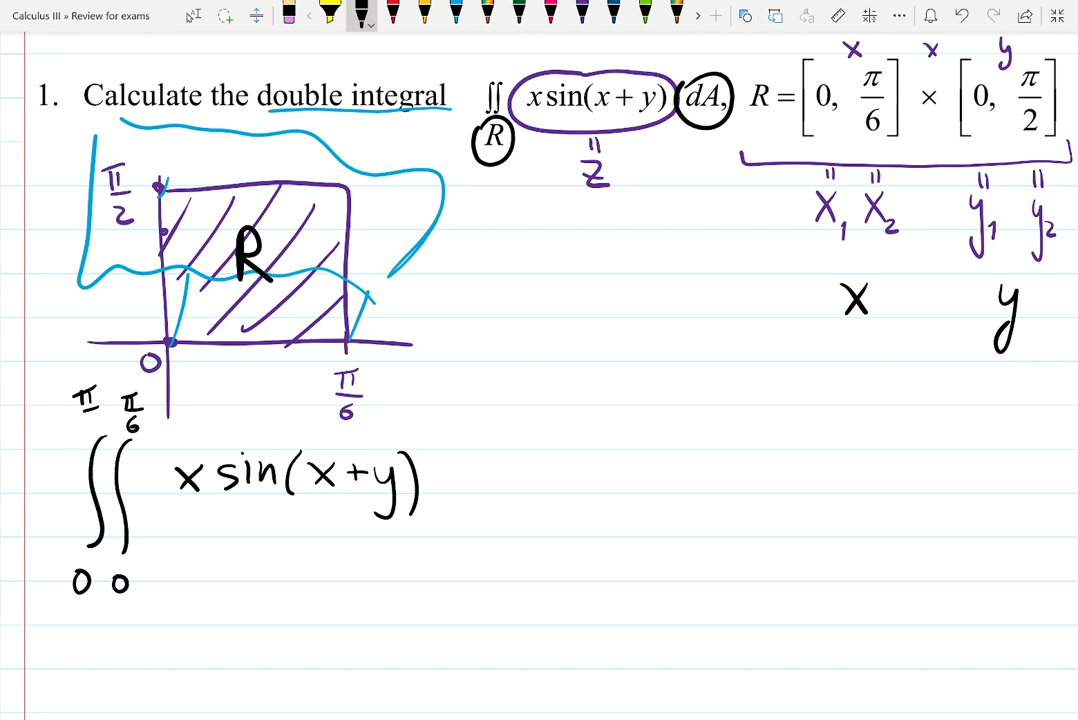 Calculus III » Review for exams
x x y
1. Calculate the double integral ∬_R x sin(x + y) dA, R = [0, π/6] × [0, π/2]
= z
= = = =
x₁ x₂ y₁ y₂
π/2
R
x y
0
π/6
π π/6
∬ x sin(x+y)
0 0